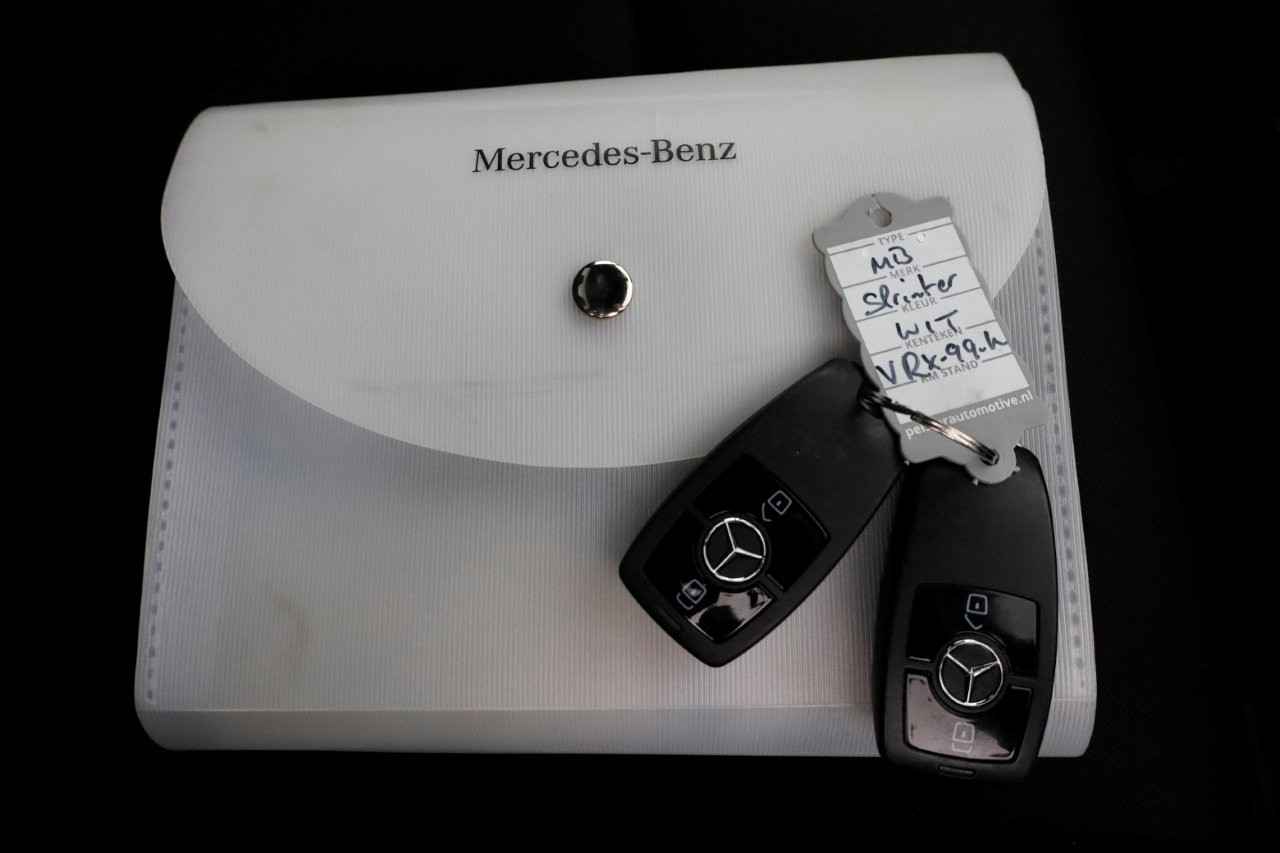 Mercedes-Benz
TYPE
MB
MERK
Sprinter
KLEUR
WIT
KENTEKEN
VRX-99-
KM STAND
automotive.nl